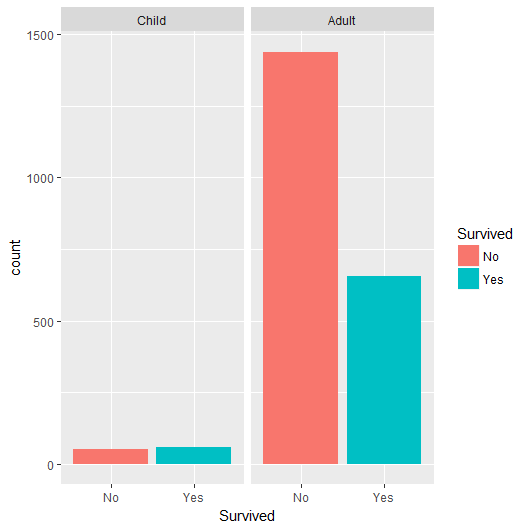 Child Adult
1500
1000
500
0
count
No Yes No Yes
Survived
Survived
No
Yes